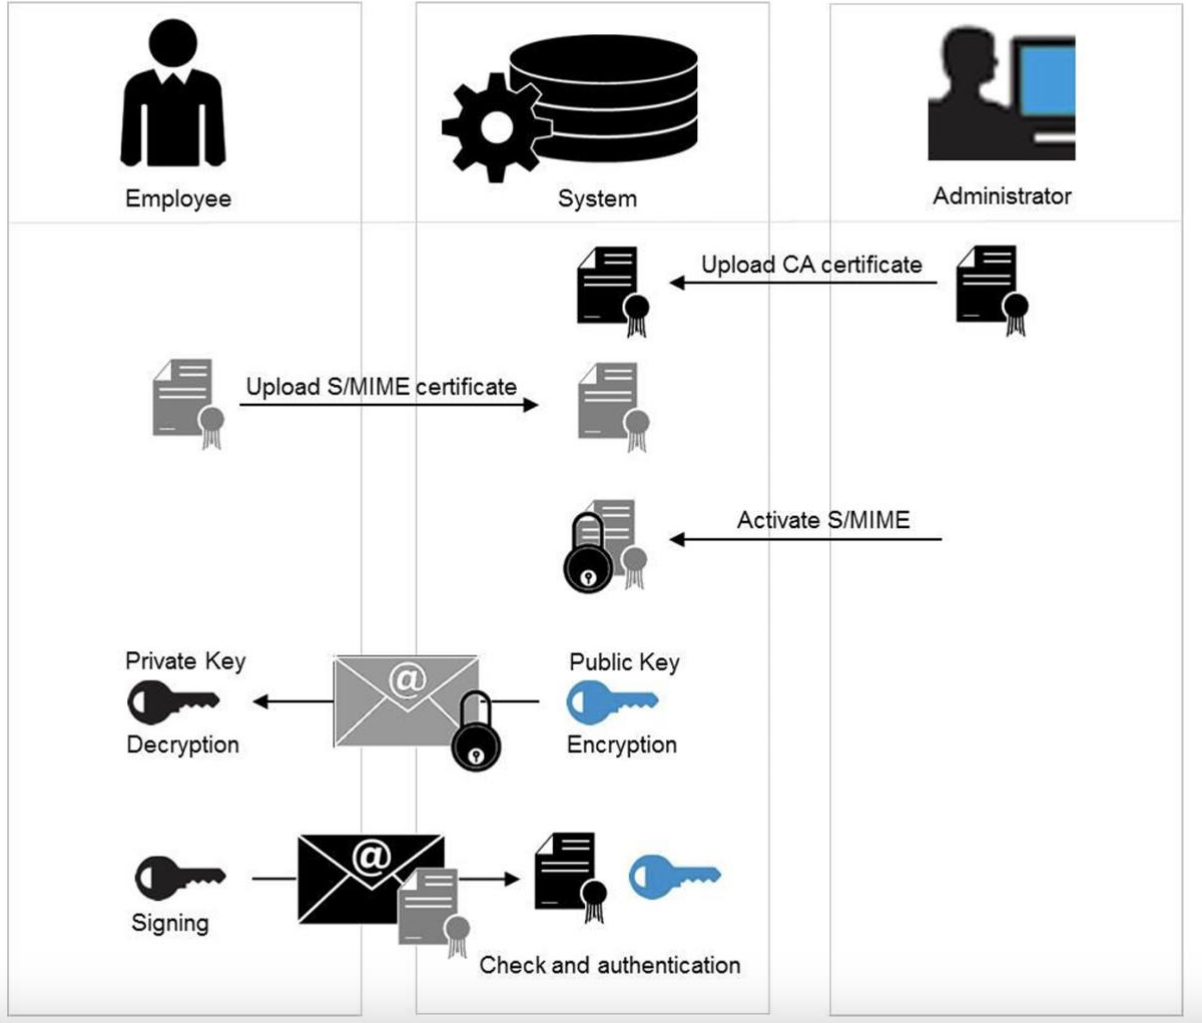 Employee
System
Administrator
Upload CA certificate
Upload S/MIME certificate
Activate S/MIME
Private Key
Public Key
@
Decryption
Encryption
@
Signing
Check and authentication